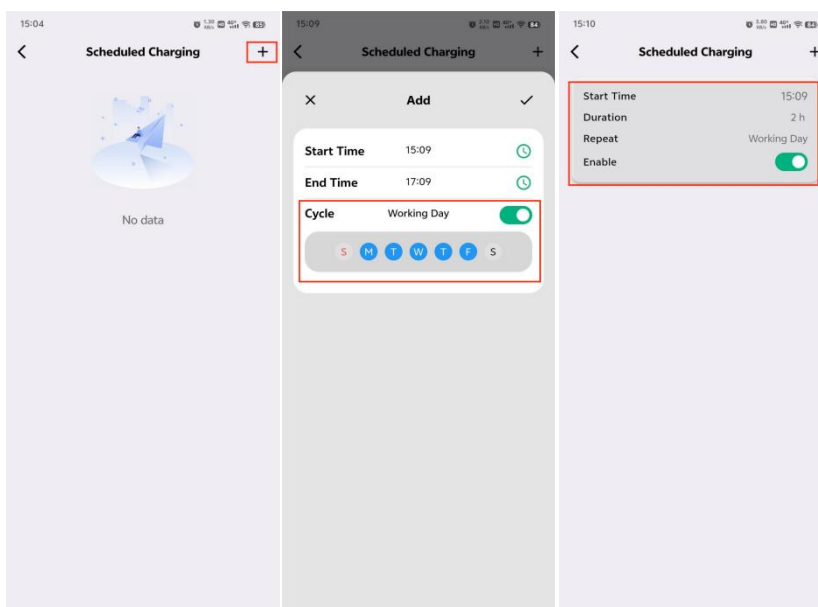 15:04
Scheduled Charging
No data
15:09
Scheduled Charging
Add
Start Time 15:09
End Time 17:09
Cycle Working Day
S M T W T F S
15:10
Scheduled Charging
Start Time 15:09
Duration 2 h
Repeat Working Day
Enable